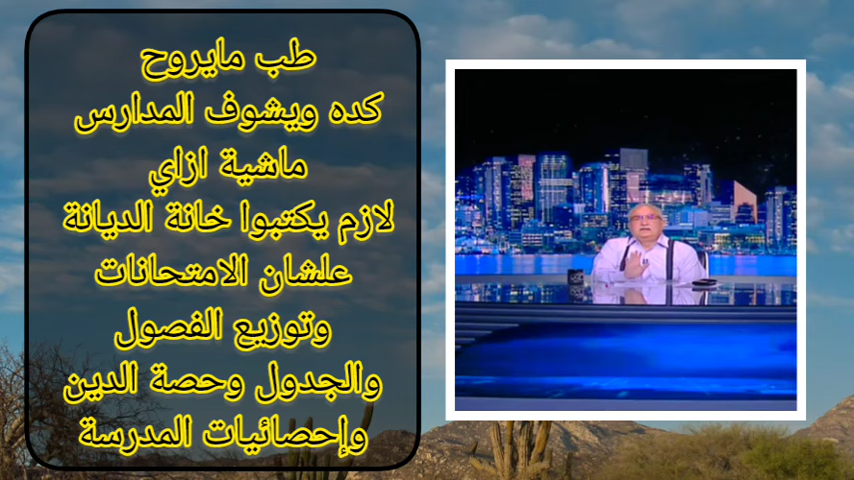 طب مايروح
كده ويشوف المدارس
ماشية ازاي
لازم يكتبوا خانة الديانة
علشان الامتحانات
وتوزيع الفصول
والجدول وحصة الدين
وإحصائيات المدرسة